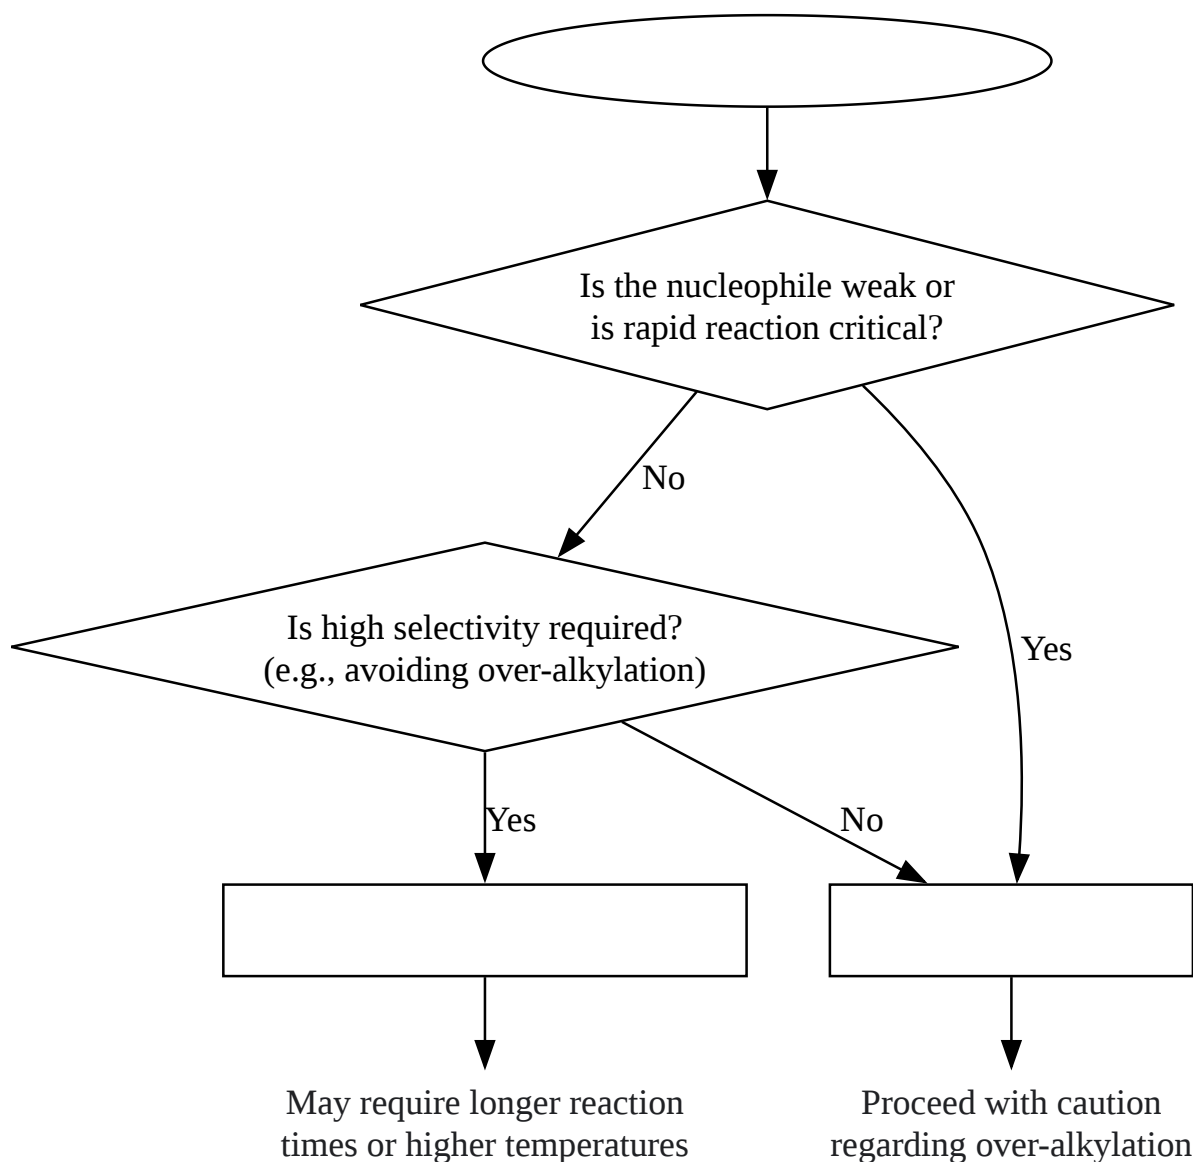 Is the nucleophile weak or
is rapid reaction critical?
No
Is high selectivity required?
(e.g., avoiding over-alkylation)
Yes
Yes
No
May require longer reaction
times or higher temperatures
Proceed with caution
regarding over-alkylation